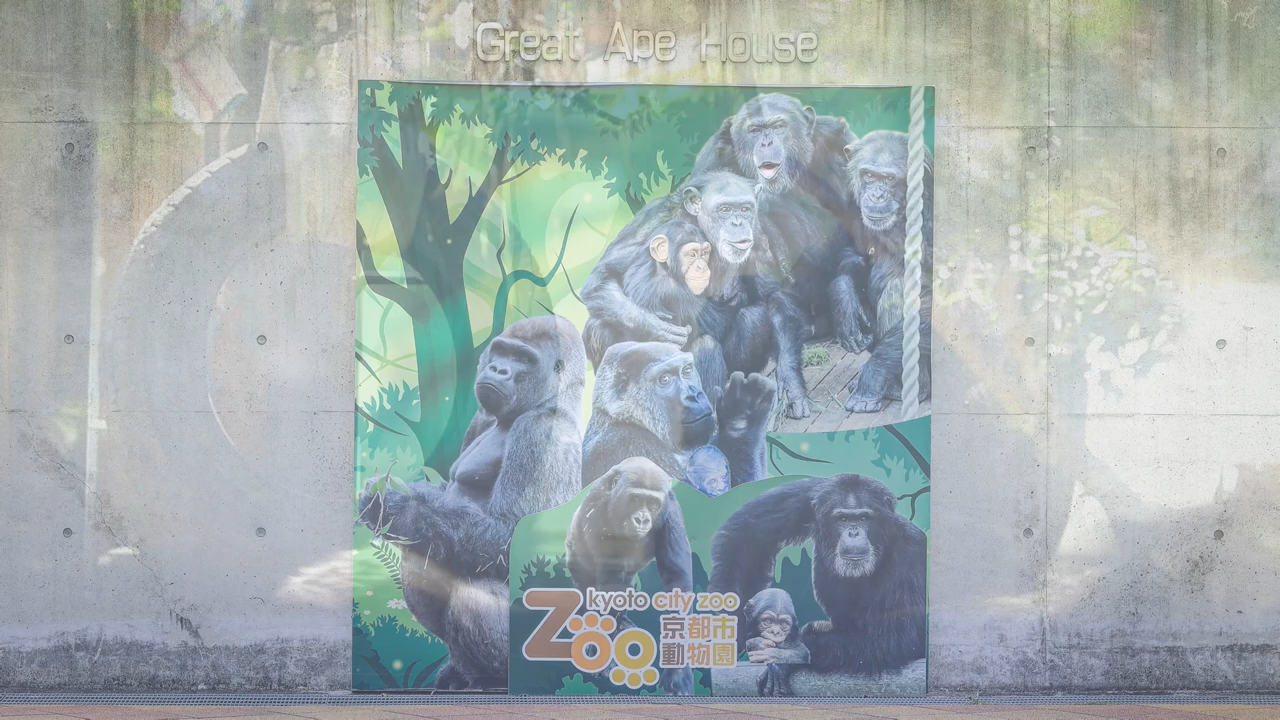 Great Ape House
Zoo
kyoto city zoo
京都市
動物園